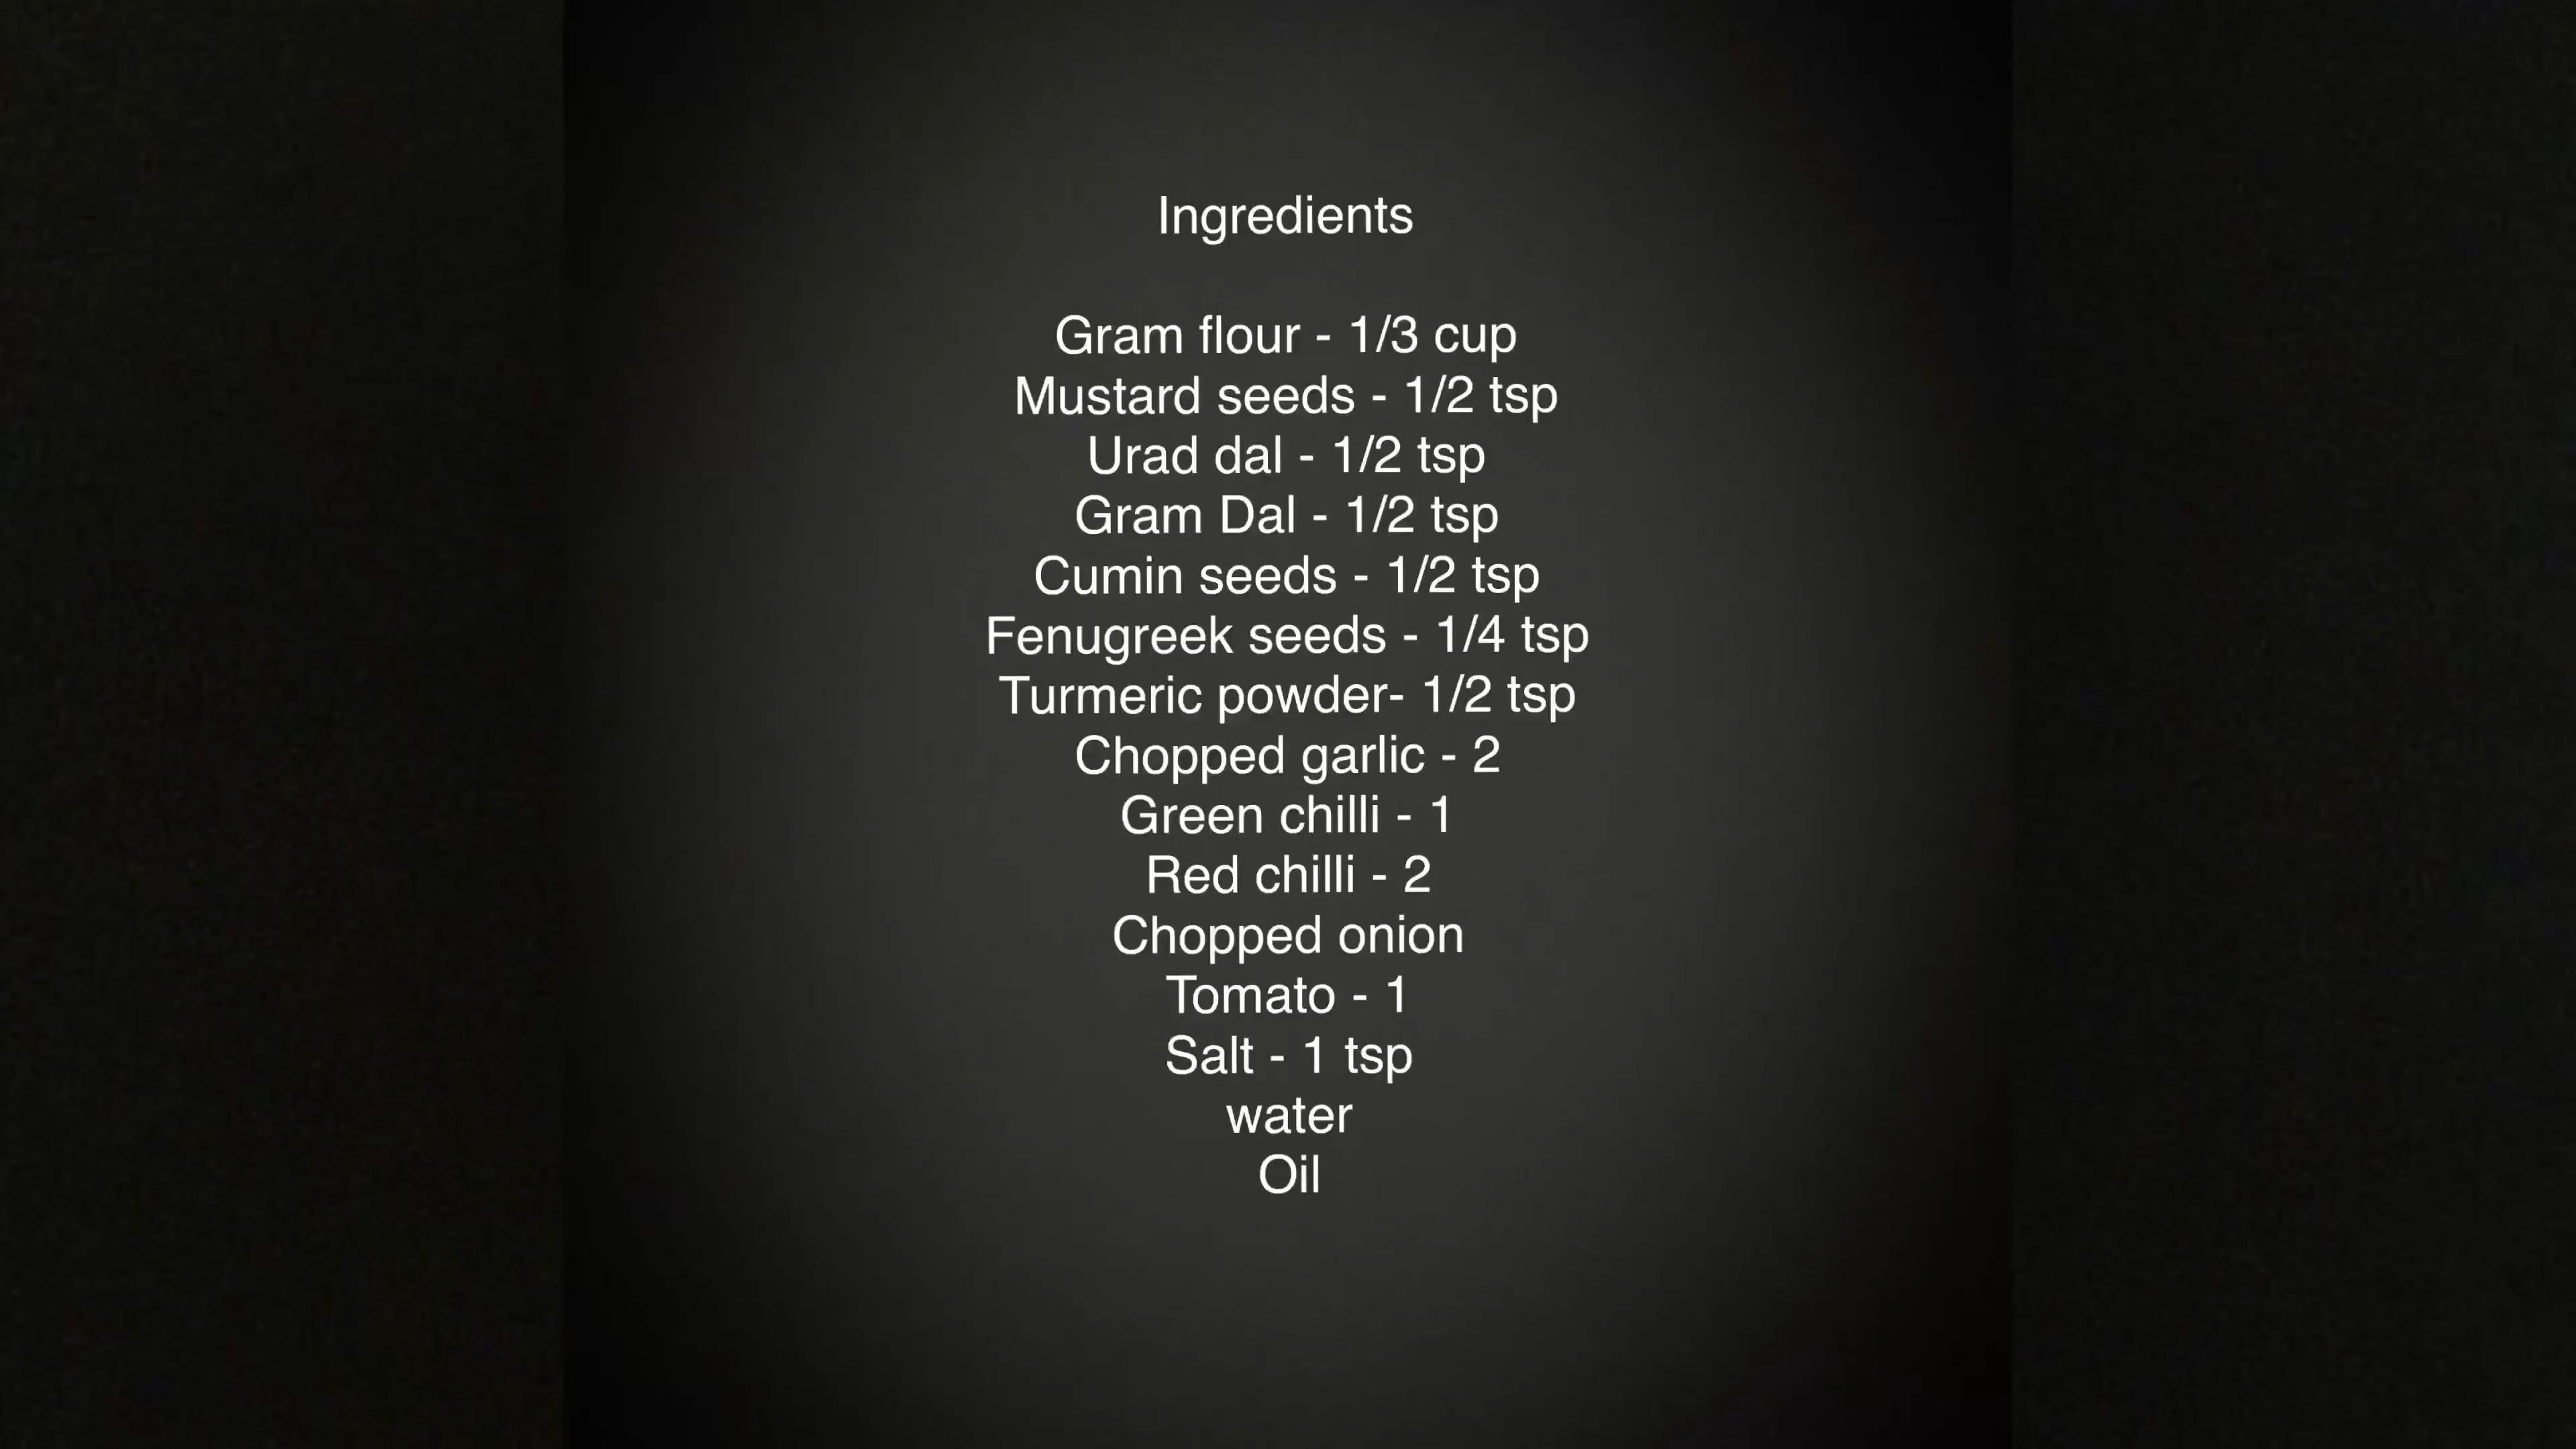 Ingredients
Gram flour - 1/3 cup
Mustard seeds - 1/2 tsp
Urad dal - 1/2 tsp
Gram Dal - 1/2 tsp
Cumin seeds - 1/2 tsp
Fenugreek seeds - 1/4 tsp
Turmeric powder- 1/2 tsp
Chopped garlic - 2
Green chilli - 1
Red chilli - 2
Chopped onion
Tomato - 1
Salt - 1 tsp
water
Oil